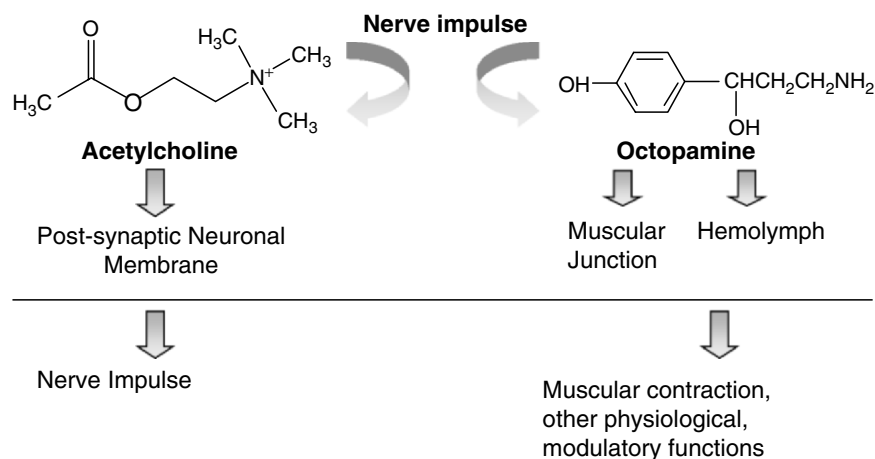 Nerve impulse
O
H3C
CH3
N+
H3C
O
CH3
Acetylcholine
OH
CHCH2CH2NH2
OH
Octopamine
Post-synaptic Neuronal
Membrane
Muscular
Junction
Hemolymph
Nerve Impulse
Muscular contraction,
other physiological,
modulatory functions